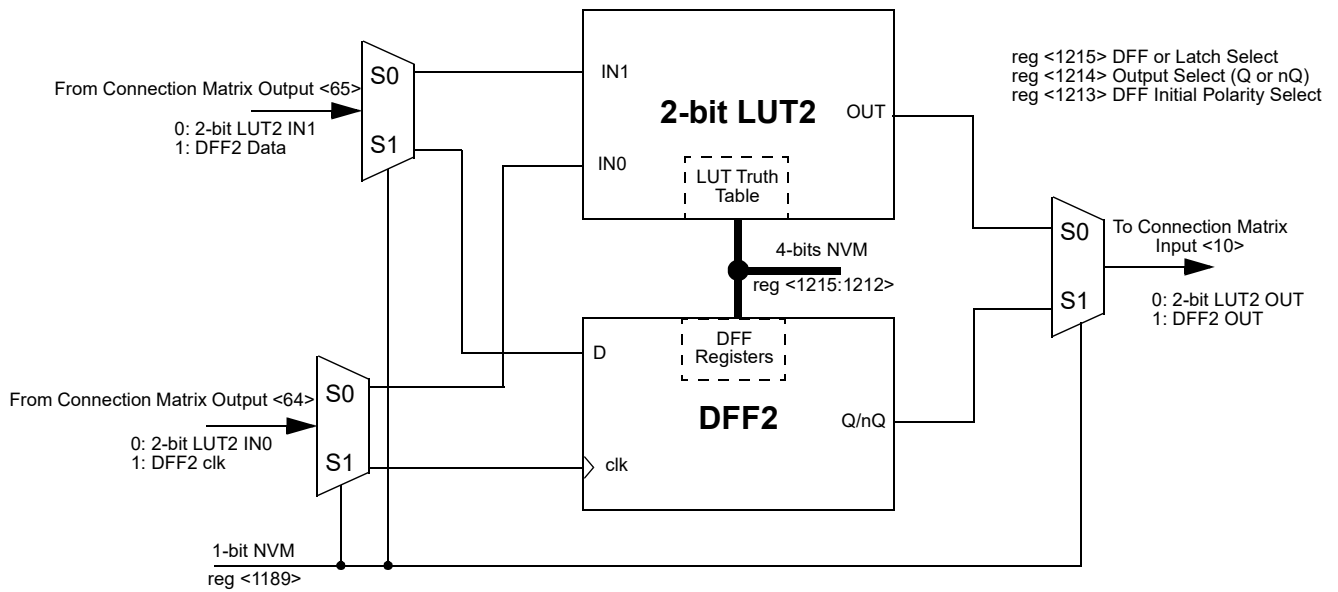 reg <1215> DFF or Latch Select
reg <1214> Output Select (Q or nQ)
reg <1213> DFF Initial Polarity Select
From Connection Matrix Output <65>
0: 2-bit LUT2 IN1
1: DFF2 Data
S0
S1
IN1
IN0
2-bit LUT2
OUT
LUT Truth
Table
4-bits NVM
reg <1215:1212>
S0
S1
To Connection Matrix
Input <10>
0: 2-bit LUT2 OUT
1: DFF2 OUT
From Connection Matrix Output <64>
0: 2-bit LUT2 IN0
1: DFF2 clk
S0
S1
D
DFF
Registers
DFF2
Q/nQ
clk
1-bit NVM
reg <1189>